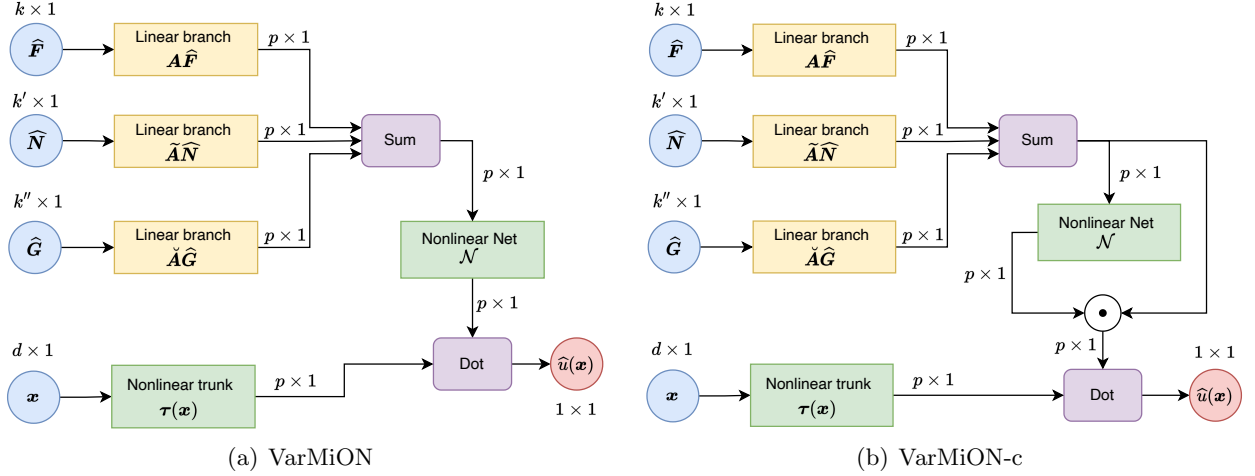 k × 1
F̂
Linear branch
AF̂
p × 1
k′ × 1
N̂
Linear branch
ÃN̂
p × 1
Sum
k″ × 1
Ĝ
Linear branch
ĂĜ
p × 1
p × 1
Nonlinear Net
𝒩
p × 1
d × 1
x
Nonlinear trunk
τ(x)
p × 1
Dot
û(x)
1 × 1
(a) VarMiON
k × 1
F̂
Linear branch
AF̂
p × 1
k′ × 1
N̂
Linear branch
ÃN̂
p × 1
Sum
k″ × 1
Ĝ
Linear branch
ĂĜ
p × 1
p × 1
Nonlinear Net
𝒩
p × 1
p × 1
d × 1
x
Nonlinear trunk
τ(x)
p × 1
Dot
1 × 1
û(x)
(b) VarMiON-c